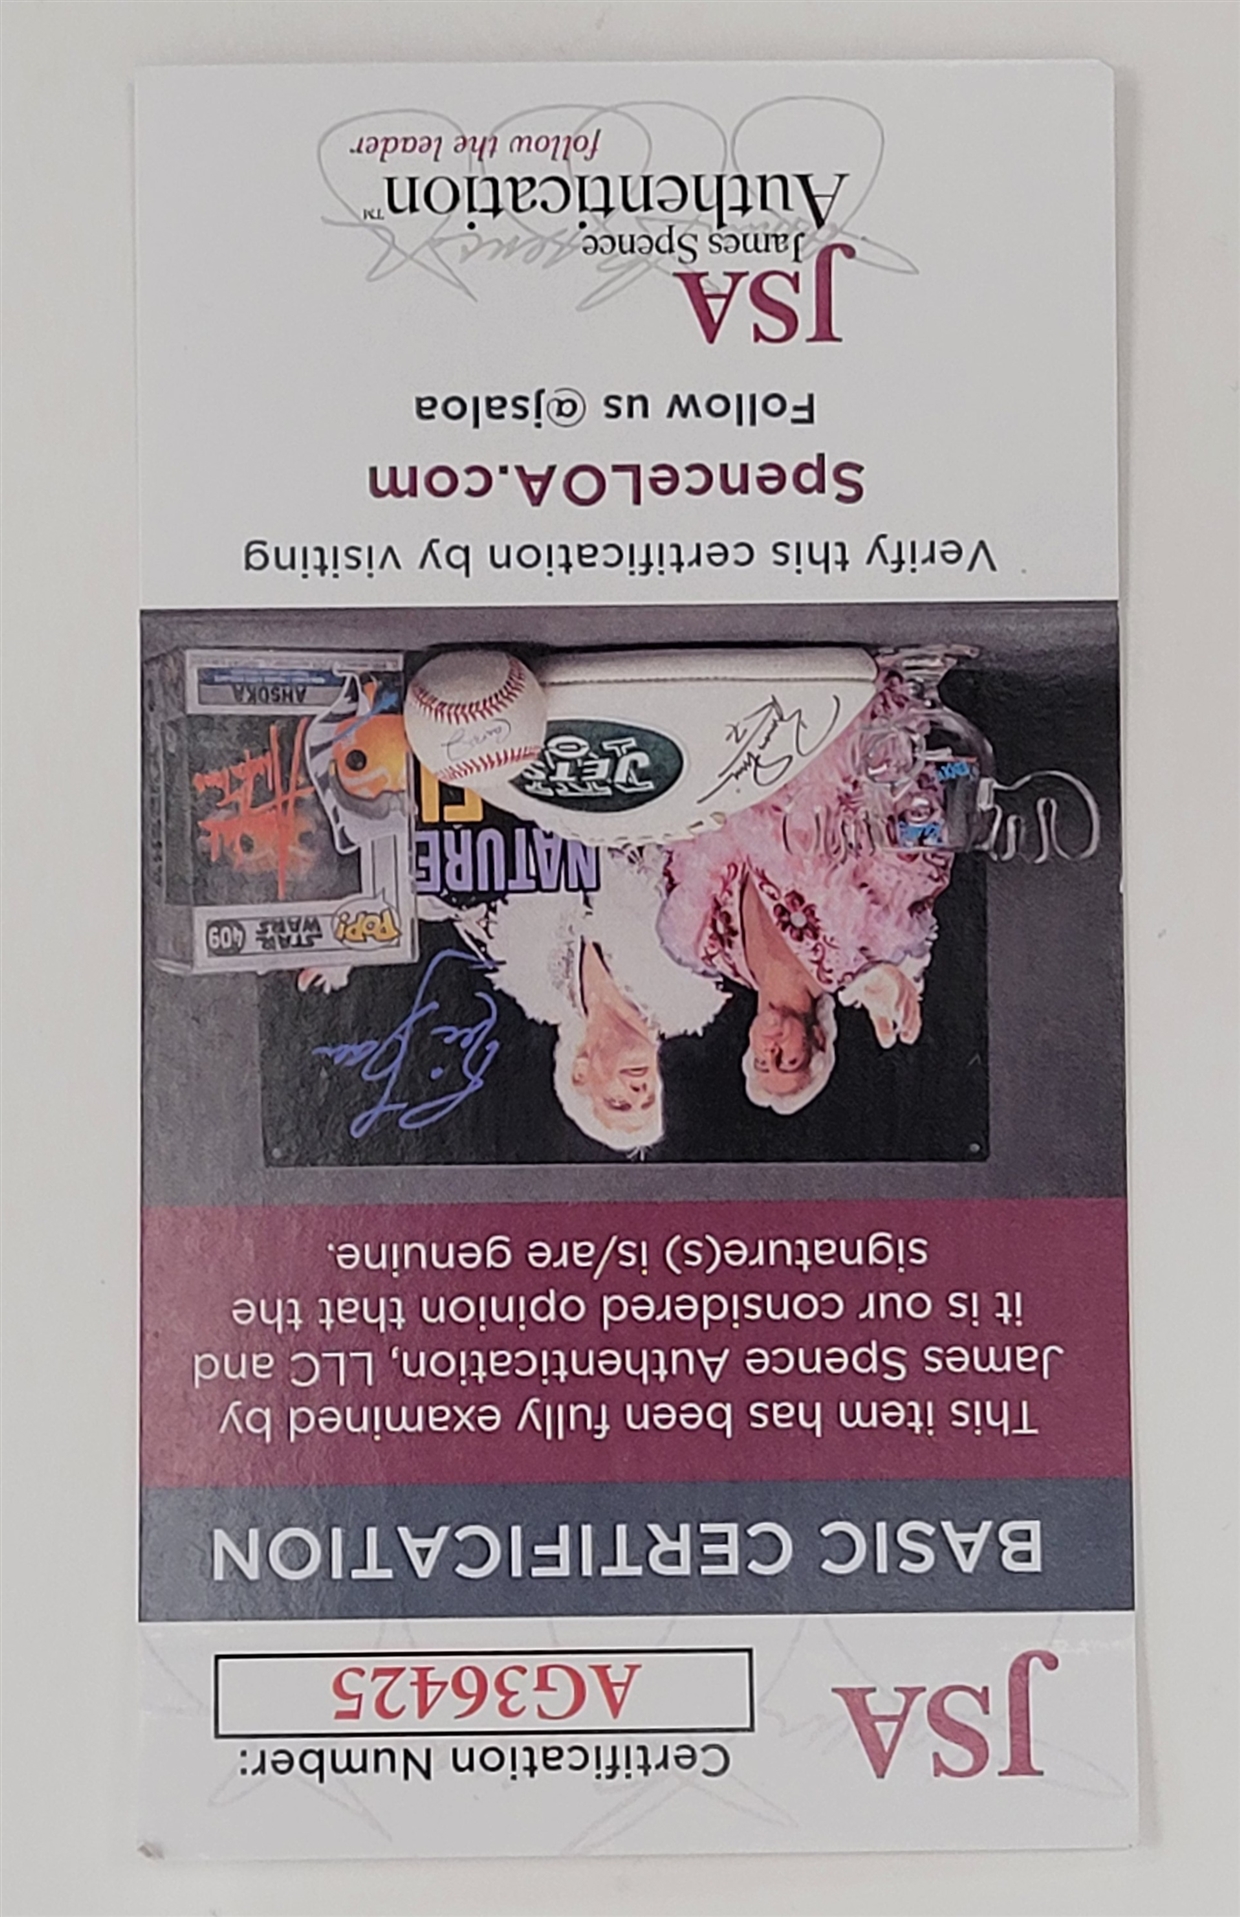 JSA
Certification Number:
AG36425
BASIC CERTIFICATION
This item has been fully examined by
James Spence Authentication, LLC and
it is our considered opinion that the
signature(s) is/are genuine.
POP!
STAR
WARS
409
NATURE
JETS
AHSOKA
Verify this certification by visiting
SpenceLOA.com
Follow us @jsaloa
JSA
James Spence
Authentication™
follow the leader